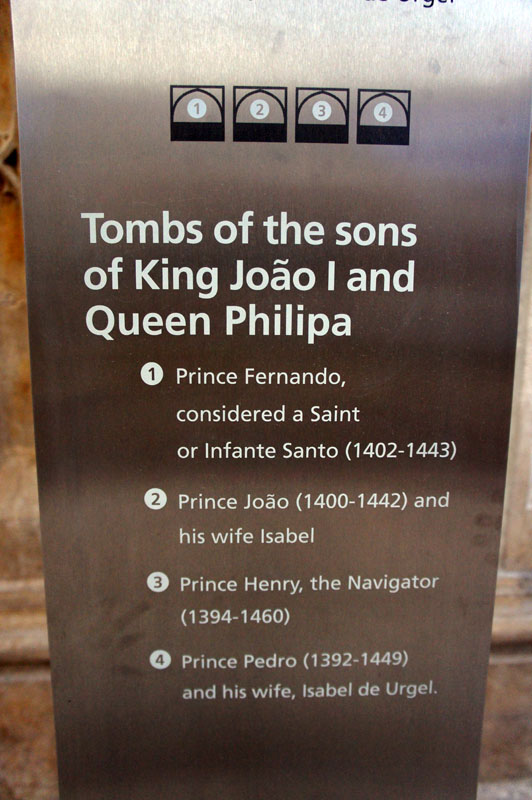 de Urgel
1 2 3 4
Tombs of the sons
of King João I and
Queen Philipa
1 Prince Fernando,
considered a Saint
or Infante Santo (1402-1443)
2 Prince João (1400-1442) and
his wife Isabel
3 Prince Henry, the Navigator
(1394-1460)
4 Prince Pedro (1392-1449)
and his wife, Isabel de Urgel.